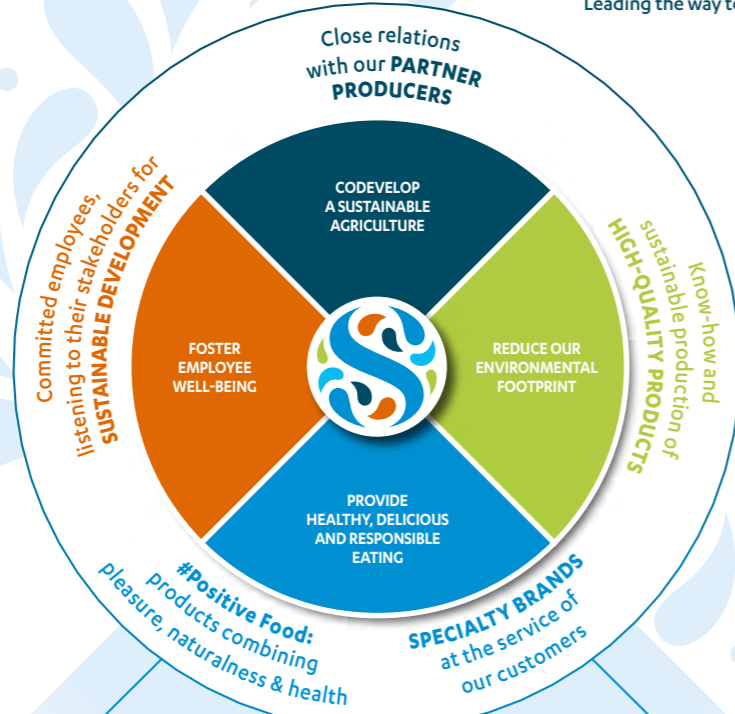 Leading the way to
Close relations
with our PARTNER
PRODUCERS
CODEVELOP
A SUSTAINABLE
AGRICULTURE
Committed employees,
listening to their stakeholders for
SUSTAINABLE DEVELOPMENT
FOSTER
EMPLOYEE
WELL-BEING
REDUCE OUR
ENVIRONMENTAL
FOOTPRINT
Know-how and
sustainable production of
HIGH-QUALITY PRODUCTS
PROVIDE
HEALTHY, DELICIOUS
AND RESPONSIBLE
EATING
#Positive Food:
products combining
pleasure, naturalness & health
SPECIALTY BRANDS
at the service of
our customers